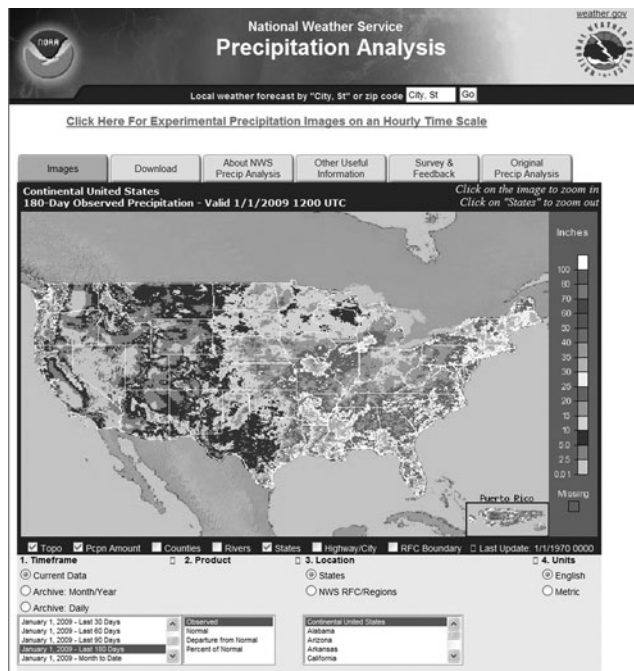 weather.gov
NOAA
National Weather Service
Precipitation Analysis
Local weather forecast by "City, St" or zip code City, St Go
Click Here For Experimental Precipitation Images on an Hourly Time Scale
Images
Download
About NWS
Precip Analysis
Other Useful
Information
Survey &
Feedback
Original
Precip Analysis
Continental United States
180-Day Observed Precipitation - Valid 1/1/2009 1200 UTC
Click on the image to zoom in
Click on "States" to zoom out
Inches
100
80
70
60
50
40
35
30
25
20
15
10
5.0
2.5
0.01
Missing
Puerto Rico
Topo Pcpn Amount Counties Rivers States Highway/City RFC Boundary Last Update: 1/1/1970 0000
1. Timeframe 2. Product 3. Location 4. Units
Current Data States English
Archive: Month/Year NWS RFC/Regions Metric
Archive: Daily
January 1, 2009 - Last 30 Days
January 1, 2009 - Last 60 Days
January 1, 2009 - Last 90 Days
January 1, 2009 - Last 180 Days
January 1, 2009 - Month to Date
Observed
Normal
Departure from Normal
Percent of Normal
Continental United States
Alabama
Arizona
Arkansas
California